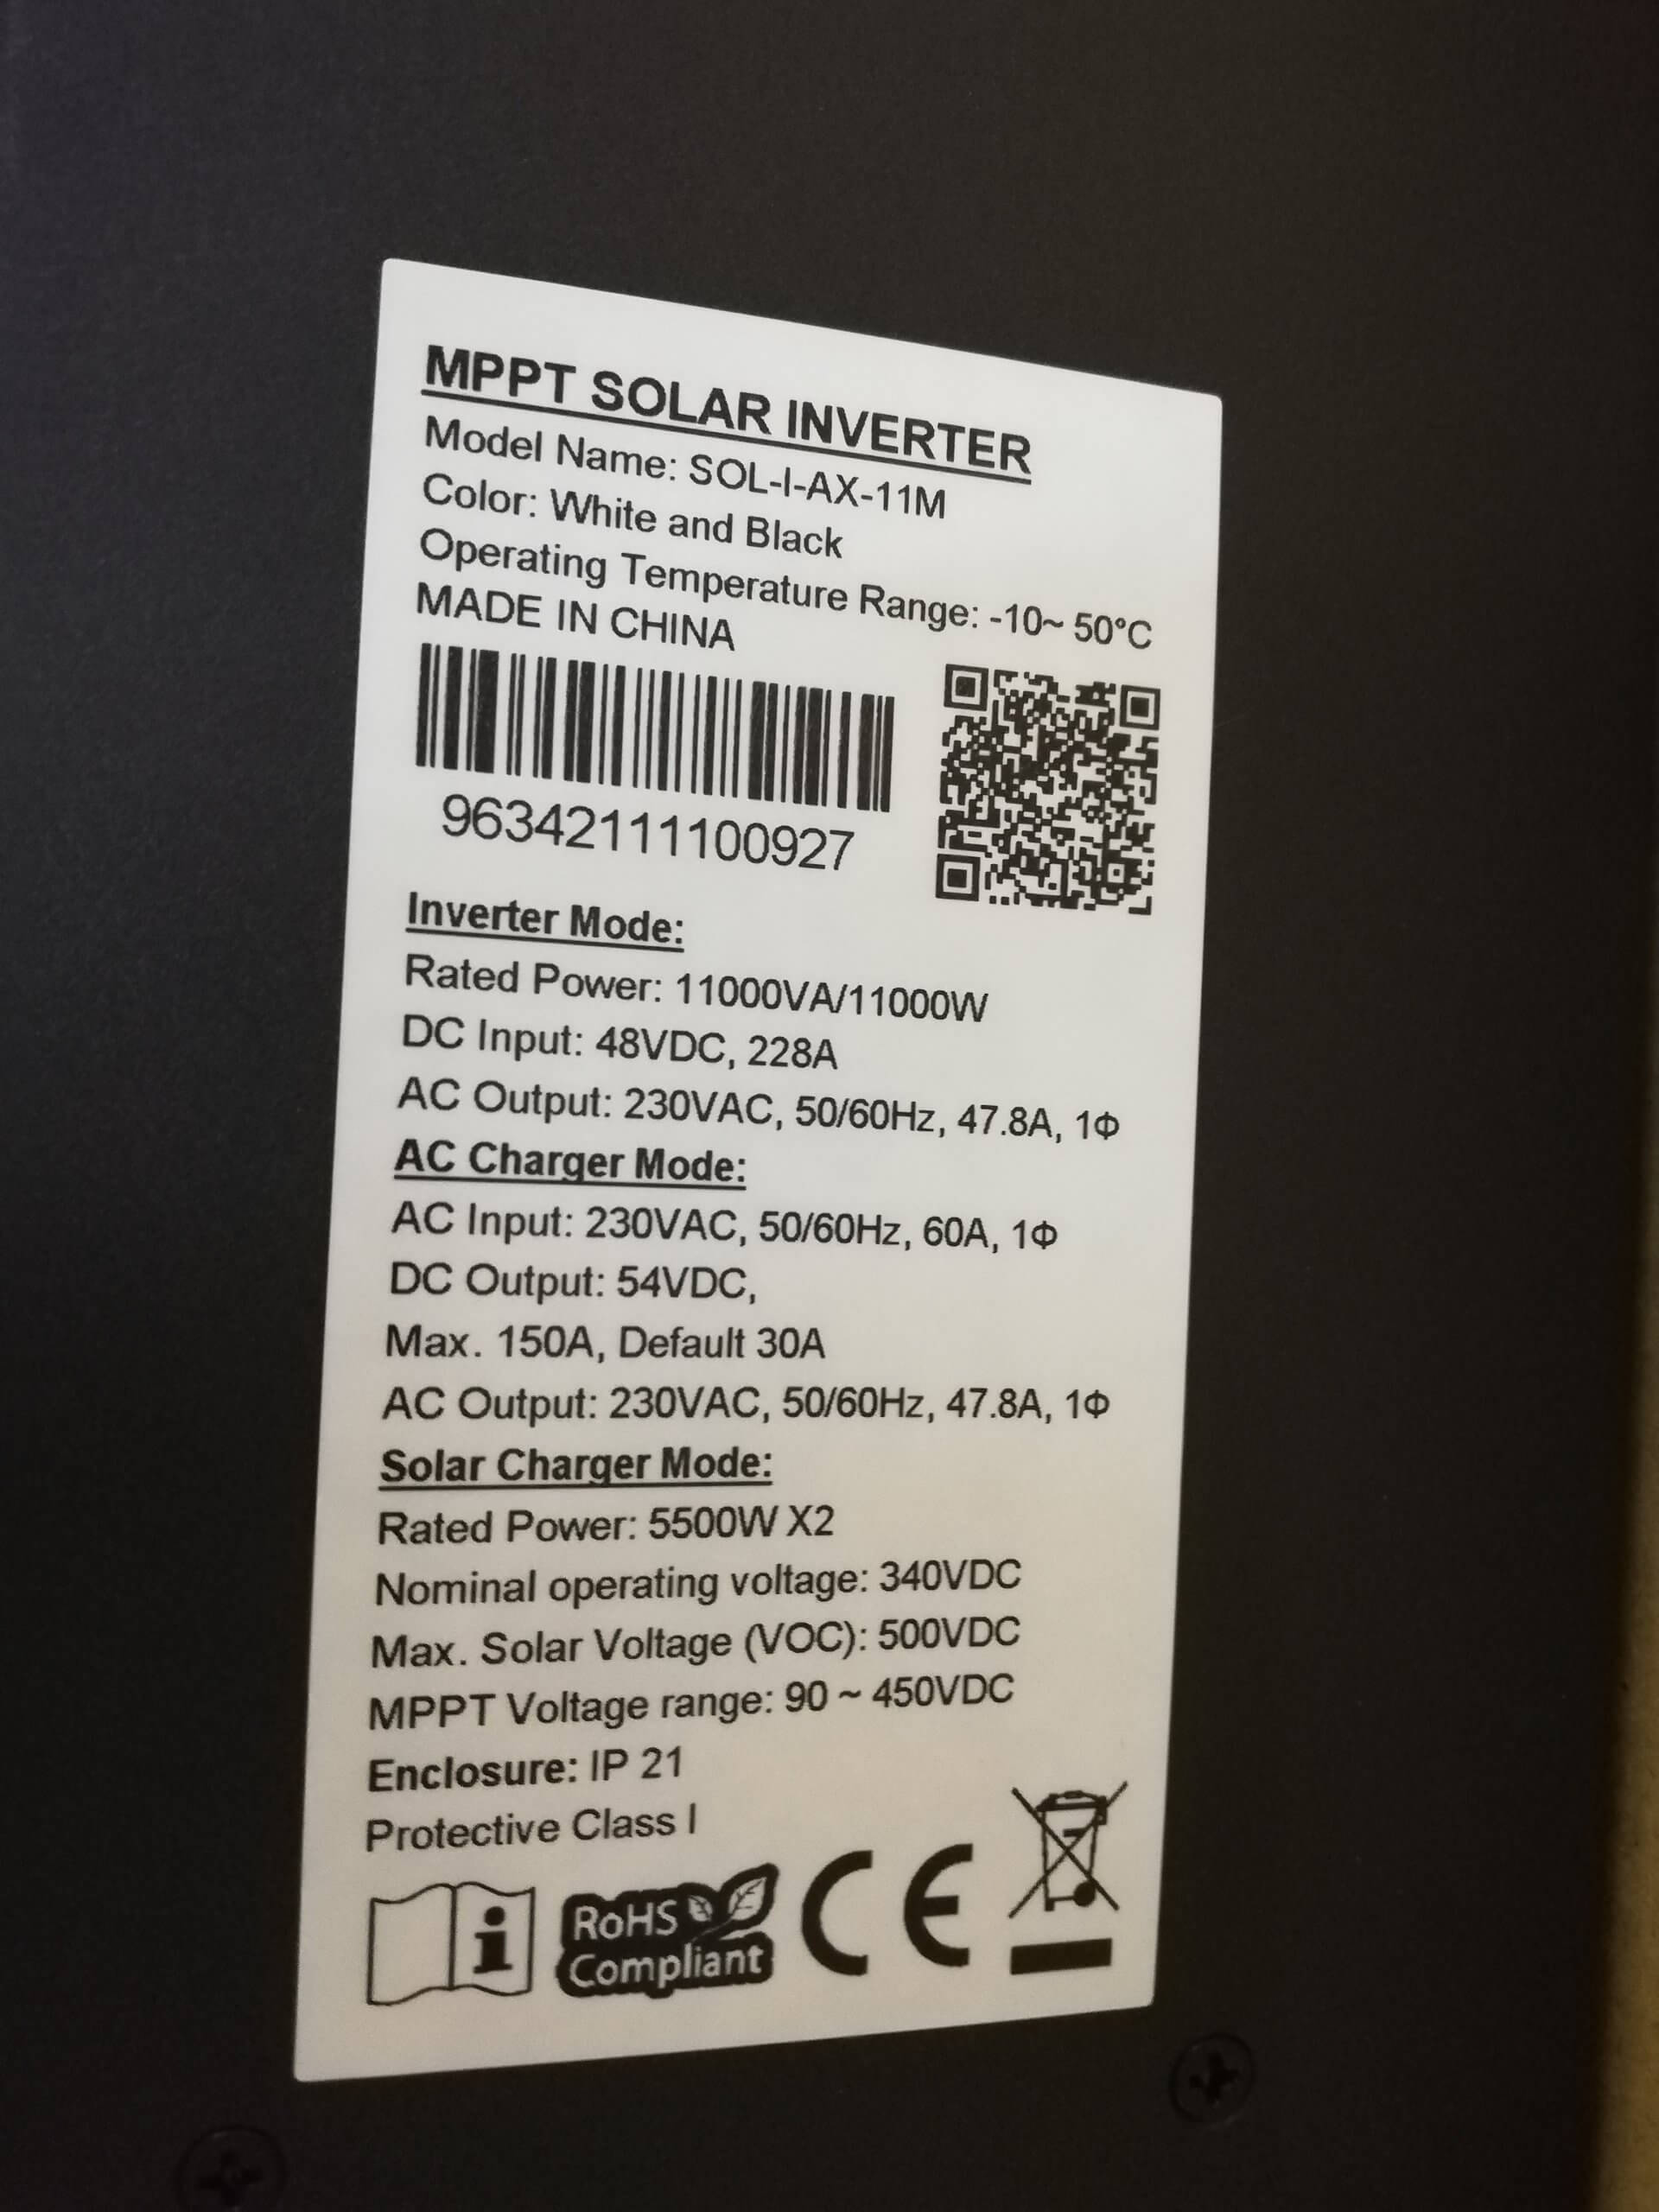 MPPT SOLAR INVERTER
Model Name: SOL-I-AX-11M
Color: White and Black
Operating Temperature Range: -10~ 50°C
MADE IN CHINA
96342111100927
Inverter Mode:
Rated Power: 11000VA/11000W
DC Input: 48VDC, 228A
AC Output: 230VAC, 50/60Hz, 47.8A, 1Φ
AC Charger Mode:
AC Input: 230VAC, 50/60Hz, 60A, 1Φ
DC Output: 54VDC,
Max. 150A, Default 30A
AC Output: 230VAC, 50/60Hz, 47.8A, 1Φ
Solar Charger Mode:
Rated Power: 5500W X2
Nominal operating voltage: 340VDC
Max. Solar Voltage (VOC): 500VDC
MPPT Voltage range: 90 ~ 450VDC
Enclosure: IP 21
Protective Class I
i
RoHS
Compliant
CE